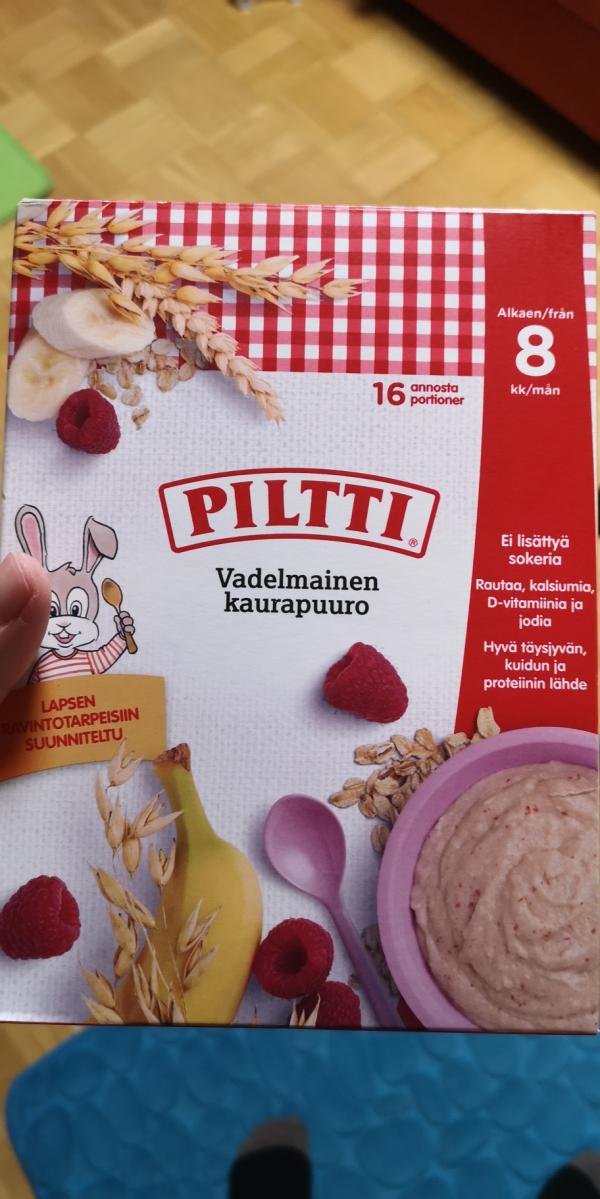 Alkaen/från
8
kk/mån
16 annosta
portioner
PILTTI®
Vadelmainen
kaurapuuro
Ei lisättyä
sokeria
Rautaa, kalsiumia,
D-vitamiinia ja
jodia
Hyvä täysjyvän,
kuidun ja
proteiinin lähde
LAPSEN
RAVINTOTARPEISIIN
SUUNNITELTU